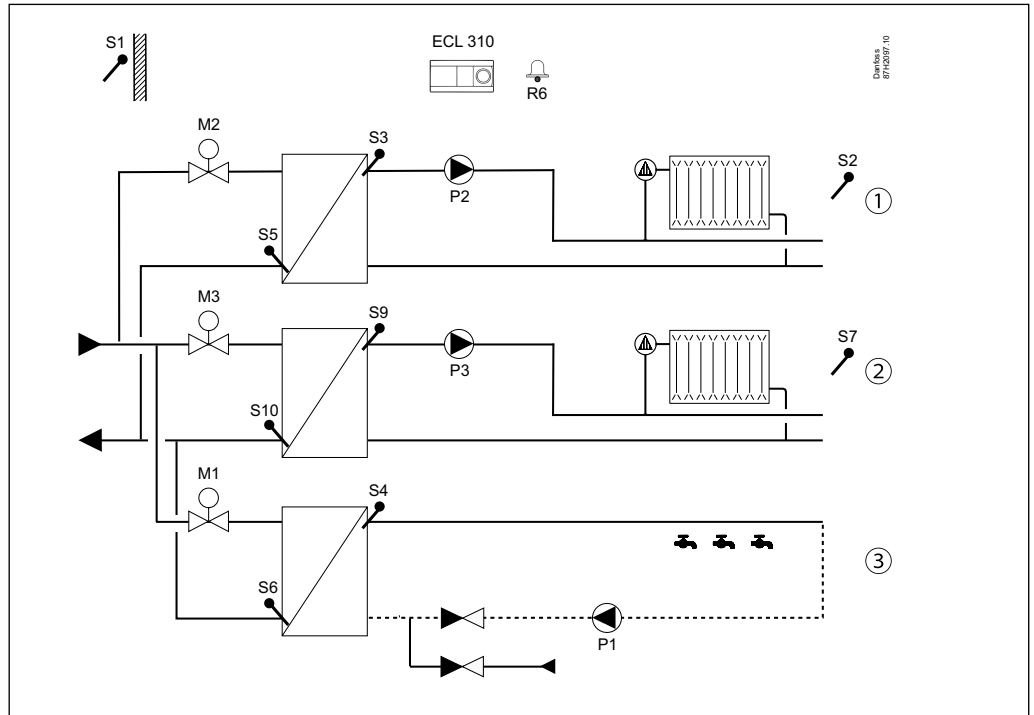 S1
ECL 310
R6
Danfoss
87H2097.10
M2
S3
P2
S2
1
S5
M3
S9
P3
S7
2
S10
M1
S4
3
S6
P1